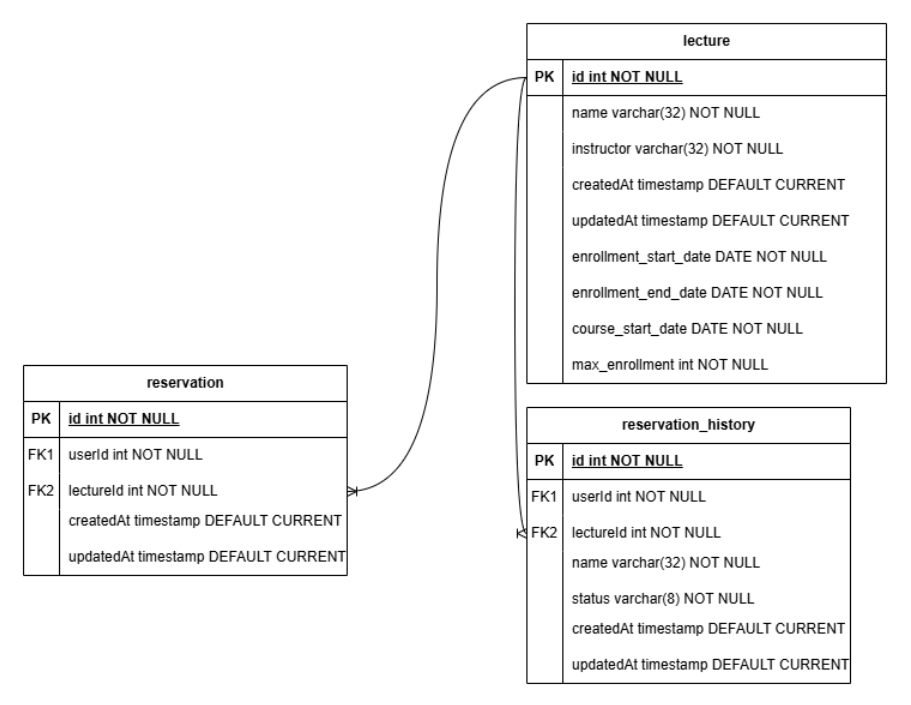 lecture
PK id int NOT NULL
name varchar(32) NOT NULL
instructor varchar(32) NOT NULL
createdAt timestamp DEFAULT CURRENT
updatedAt timestamp DEFAULT CURRENT
enrollment_start_date DATE NOT NULL
enrollment_end_date DATE NOT NULL
course_start_date DATE NOT NULL
max_enrollment int NOT NULL
reservation
PK id int NOT NULL
FK1 userId int NOT NULL
FK2 lectureId int NOT NULL
createdAt timestamp DEFAULT CURRENT
updatedAt timestamp DEFAULT CURRENT
reservation_history
PK id int NOT NULL
FK1 userId int NOT NULL
FK2 lectureId int NOT NULL
name varchar(32) NOT NULL
status varchar(8) NOT NULL
createdAt timestamp DEFAULT CURRENT
updatedAt timestamp DEFAULT CURRENT